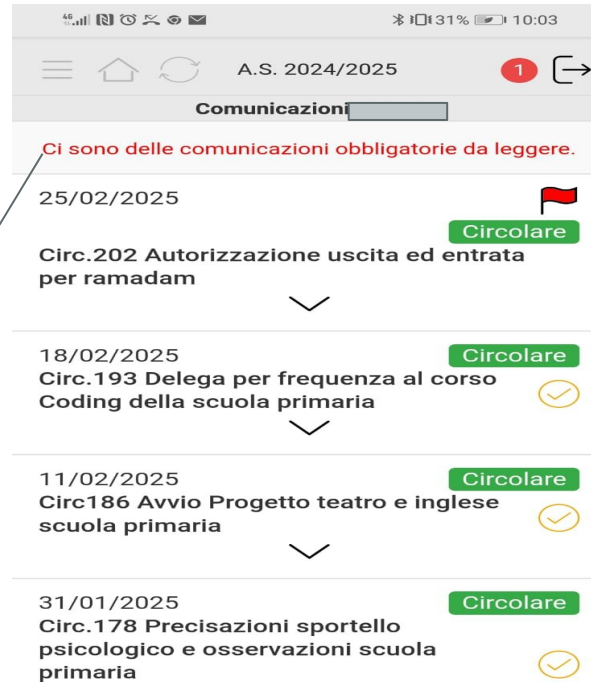 46
31% 10:03
A.S. 2024/2025 1
Comunicazioni
Ci sono delle comunicazioni obbligatorie da leggere.
25/02/2025
Circolare
Circ.202 Autorizzazione uscita ed entrata
per ramadam
18/02/2025 Circolare
Circ.193 Delega per frequenza al corso
Coding della scuola primaria
11/02/2025 Circolare
Circ186 Avvio Progetto teatro e inglese
scuola primaria
31/01/2025 Circolare
Circ.178 Precisazioni sportello
psicologico e osservazioni scuola
primaria